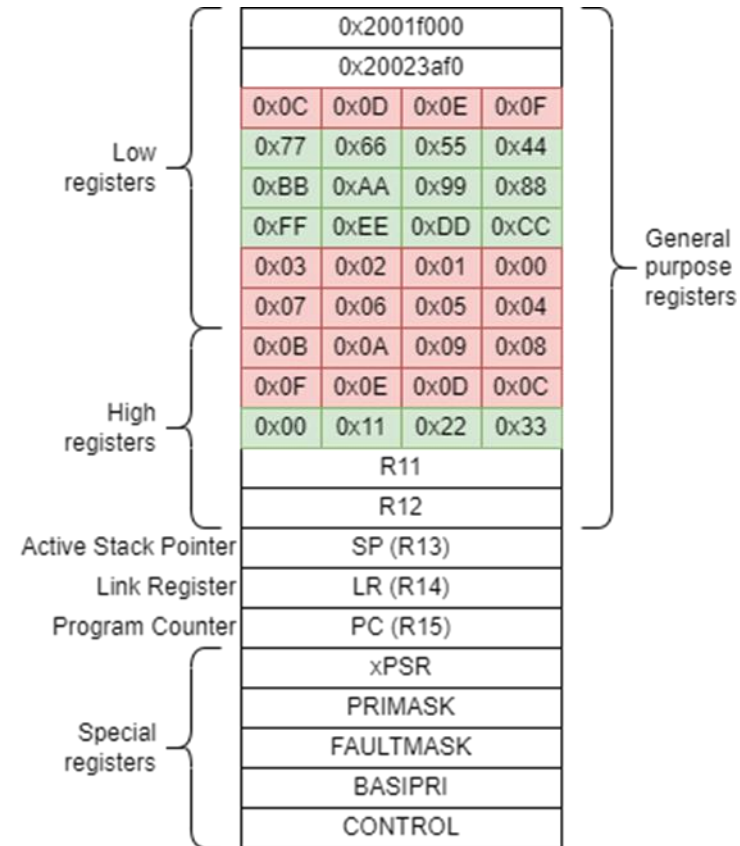 0x2001f000
0x20023af0
0x0C 0x0D 0x0E 0x0F
0x77 0x66 0x55 0x44
Low
registers
0xBB 0xAA 0x99 0x88
0xFF 0xEE 0xDD 0xCC
General
purpose
registers
0x03 0x02 0x01 0x00
0x07 0x06 0x05 0x04
0x0B 0x0A 0x09 0x08
0x0F 0x0E 0x0D 0x0C
High
registers
0x00 0x11 0x22 0x33
R11
R12
Active Stack Pointer SP (R13)
Link Register LR (R14)
Program Counter PC (R15)
xPSR
PRIMASK
Special
registers
FAULTMASK
BASIPRI
CONTROL